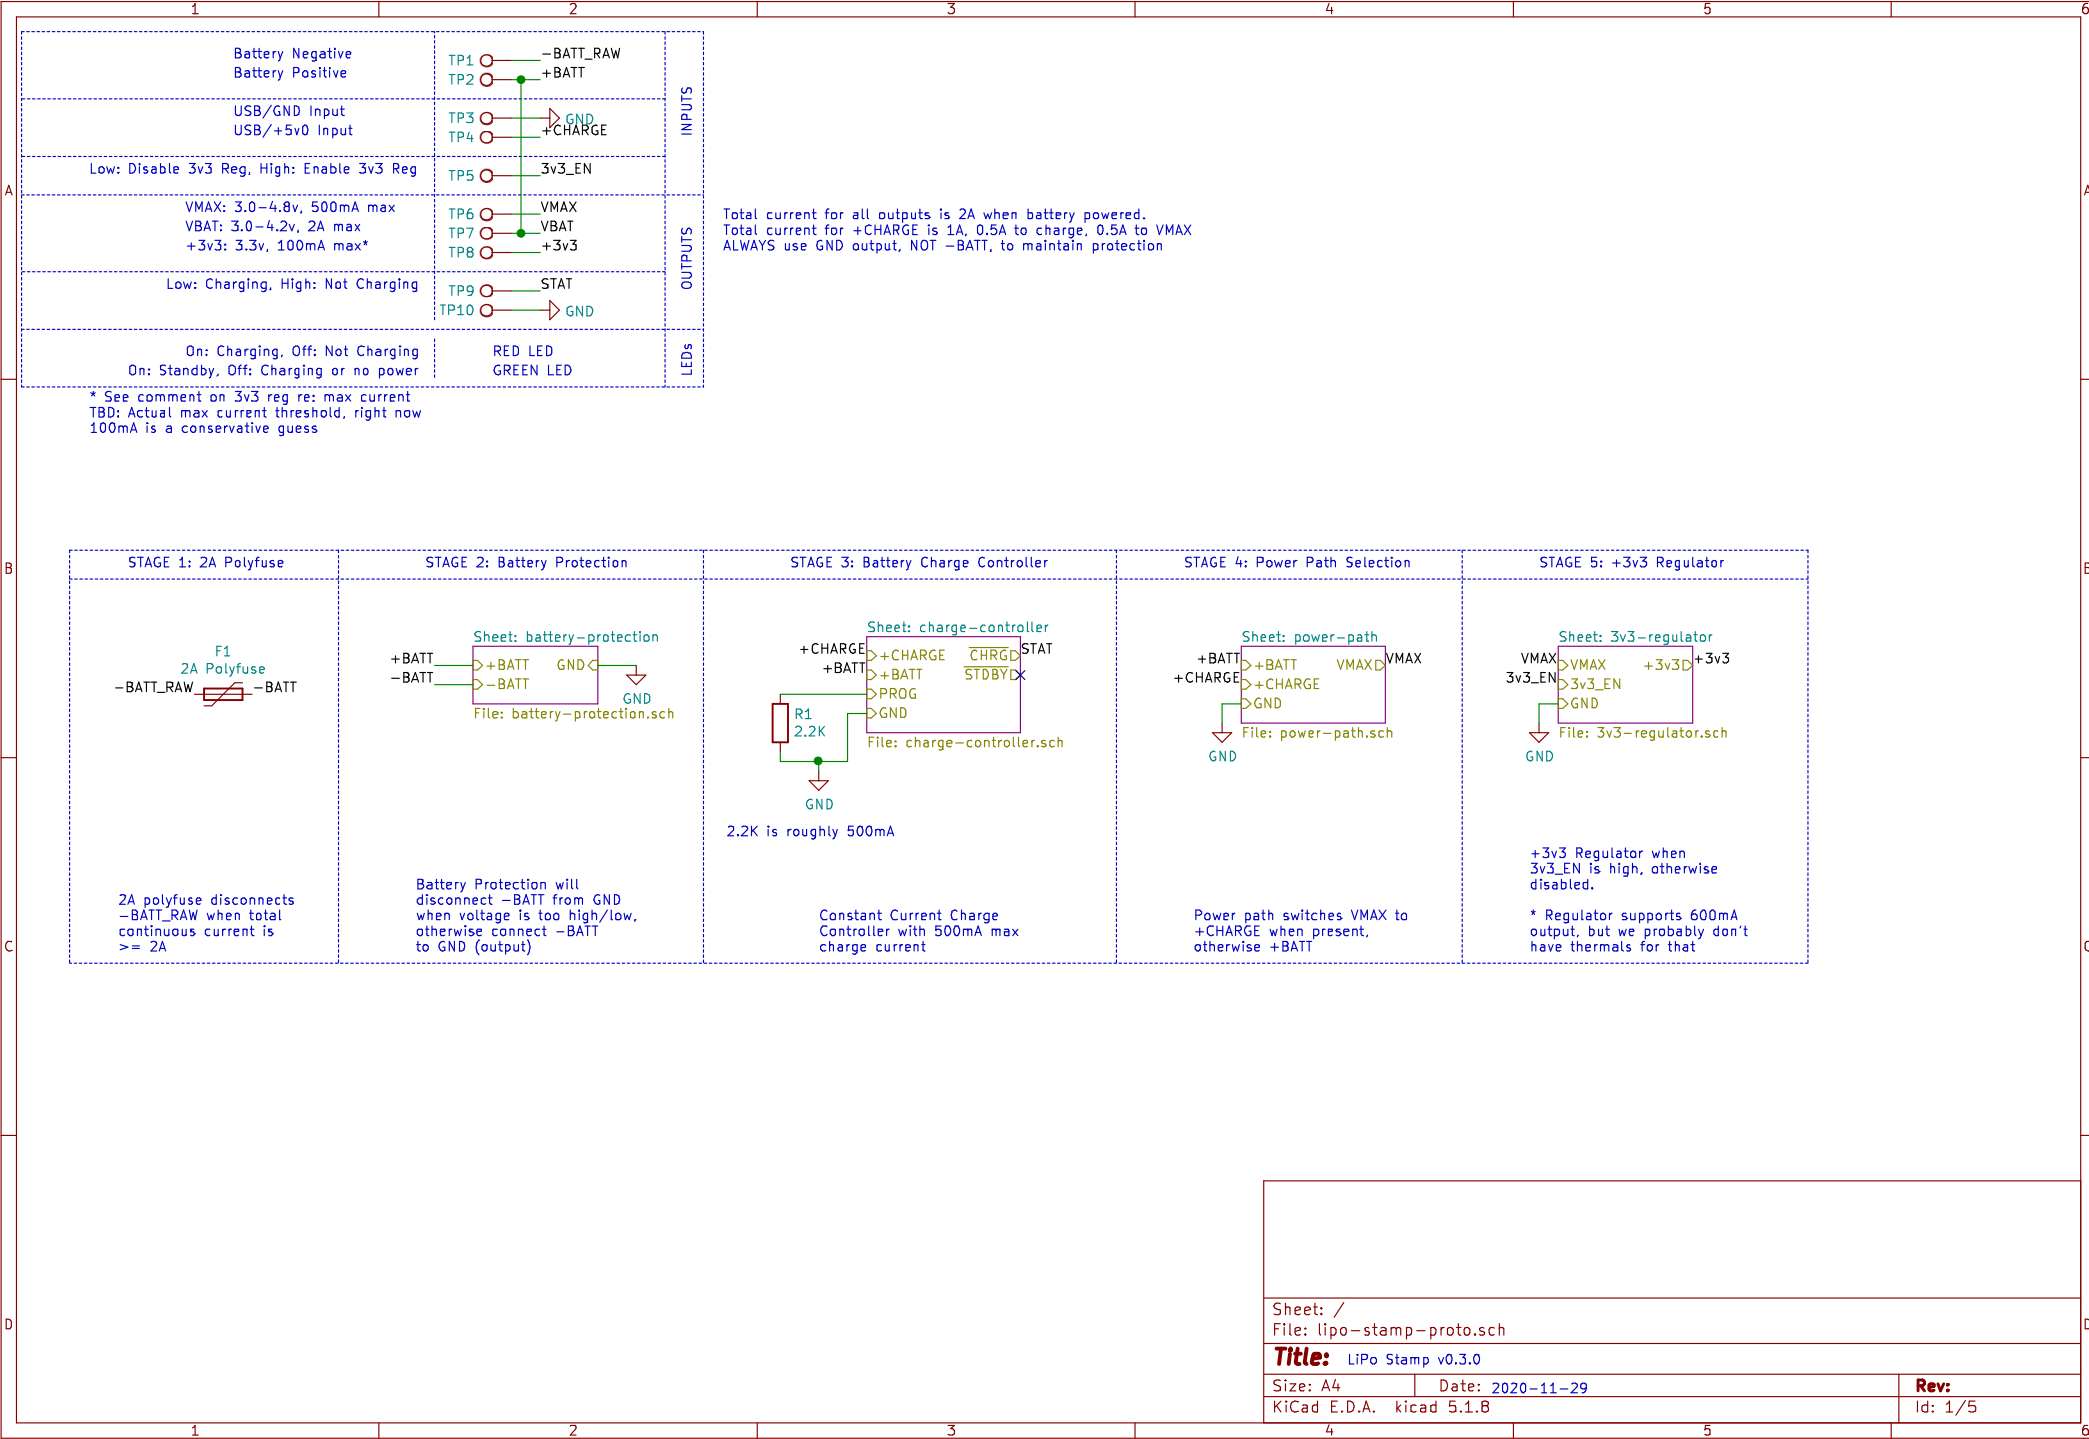 1 2 3 4 5 6
Battery Negative TP1 -BATT_RAW
Battery Positive TP2 +BATT
USB/GND Input TP3 GND
USB/+5v0 Input TP4 +CHARGE
INPUTS
Low: Disable 3v3 Reg, High: Enable 3v3 Reg TP5 3v3_EN
A A
VMAX: 3.0-4.8v, 500mA max TP6 VMAX
VBAT: 3.0-4.2v, 2A max TP7 VBAT
+3v3: 3.3v, 100mA max* TP8 +3v3
OUTPUTS
Low: Charging, High: Not Charging TP9 STAT
TP10 GND
On: Charging, Off: Not Charging RED LED
On: Standby, Off: Charging or no power GREEN LED
LEDs
* See comment on 3v3 reg re: max current
TBD: Actual max current threshold, right now
100mA is a conservative guess
Total current for all outputs is 2A when battery powered.
Total current for +CHARGE is 1A, 0.5A to charge, 0.5A to VMAX
ALWAYS use GND output, NOT -BATT, to maintain protection
B B
STAGE 1: 2A Polyfuse
F1
2A Polyfuse
-BATT_RAW -BATT
2A polyfuse disconnects
-BATT_RAW when total
continuous current is
>= 2A
STAGE 2: Battery Protection
Sheet: battery-protection
+BATT +BATT GND
-BATT -BATT
GND
File: battery-protection.sch
Battery Protection will
disconnect -BATT from GND
when voltage is too high/low,
otherwise connect -BATT
to GND (output)
STAGE 3: Battery Charge Controller
Sheet: charge-controller
+CHARGE +CHARGE CHRG STAT
+BATT +BATT STDBY
PROG
GND
R1
2.2K
File: charge-controller.sch
GND
2.2K is roughly 500mA
Constant Current Charge
Controller with 500mA max
charge current
STAGE 4: Power Path Selection
Sheet: power-path
+BATT +BATT VMAX VMAX
+CHARGE +CHARGE
GND
File: power-path.sch
GND
Power path switches VMAX to
+CHARGE when present,
otherwise +BATT
STAGE 5: +3v3 Regulator
Sheet: 3v3-regulator
VMAX VMAX +3v3 +3v3
3v3_EN 3v3_EN
GND
File: 3v3-regulator.sch
GND
+3v3 Regulator when
3v3_EN is high, otherwise
disabled.
* Regulator supports 600mA
output, but we probably don't
have thermals for that
C C
D D
Sheet: /
File: lipo-stamp-proto.sch
Title: LiPo Stamp v0.3.0
Size: A4 Date: 2020-11-29 Rev:
KiCad E.D.A. kicad 5.1.8 Id: 1/5
1 2 3 4 5 6